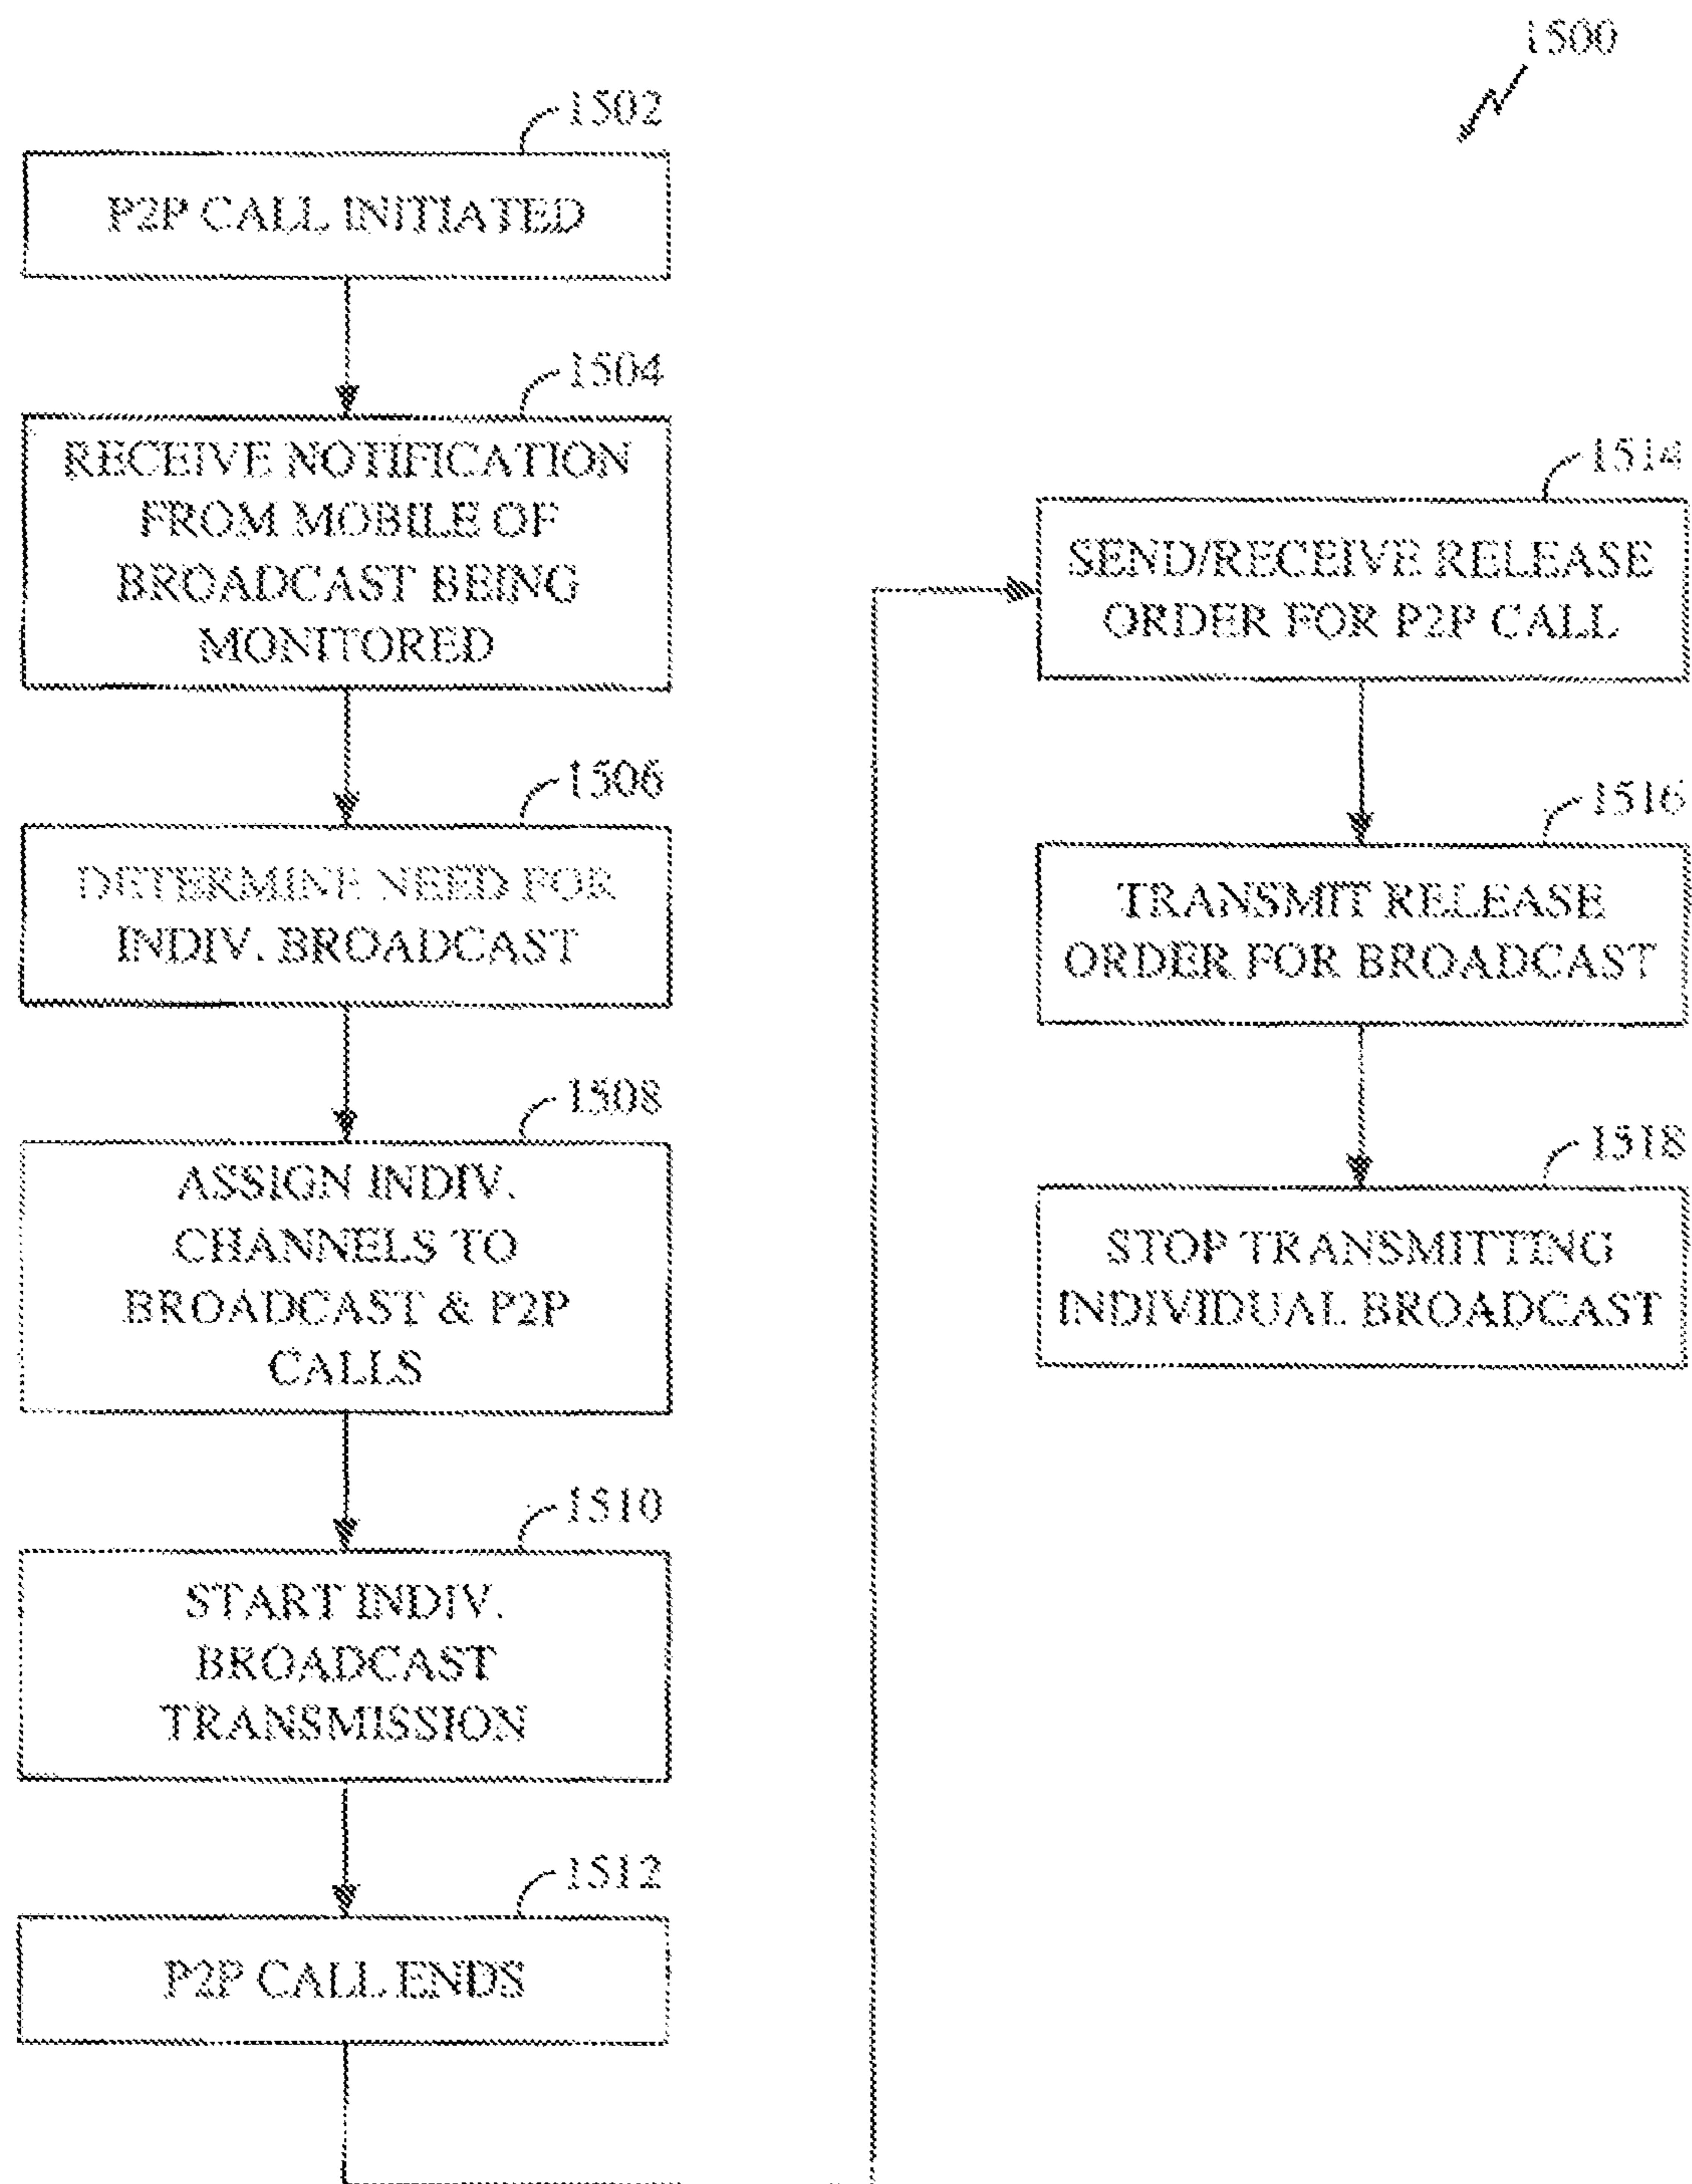 1500
1502
P2P CALL INITIATED
1504
RECEIVE NOTIFICATION
FROM MOBILE OF
BROADCAST BEING
MONITORED
1506
DETERMINE NEED FOR
INDIV. BROADCAST
1508
ASSIGN INDIV.
CHANNELS TO
BROADCAST & P2P
CALLS
1510
START INDIV.
BROADCAST
TRANSMISSION
1512
P2P CALL ENDS
1514
SEND/RECEIVE RELEASE
ORDER FOR P2P CALL
1516
TRANSMIT RELEASE
ORDER FOR BROADCAST
1518
STOP TRANSMITTING
INDIVIDUAL BROADCAST